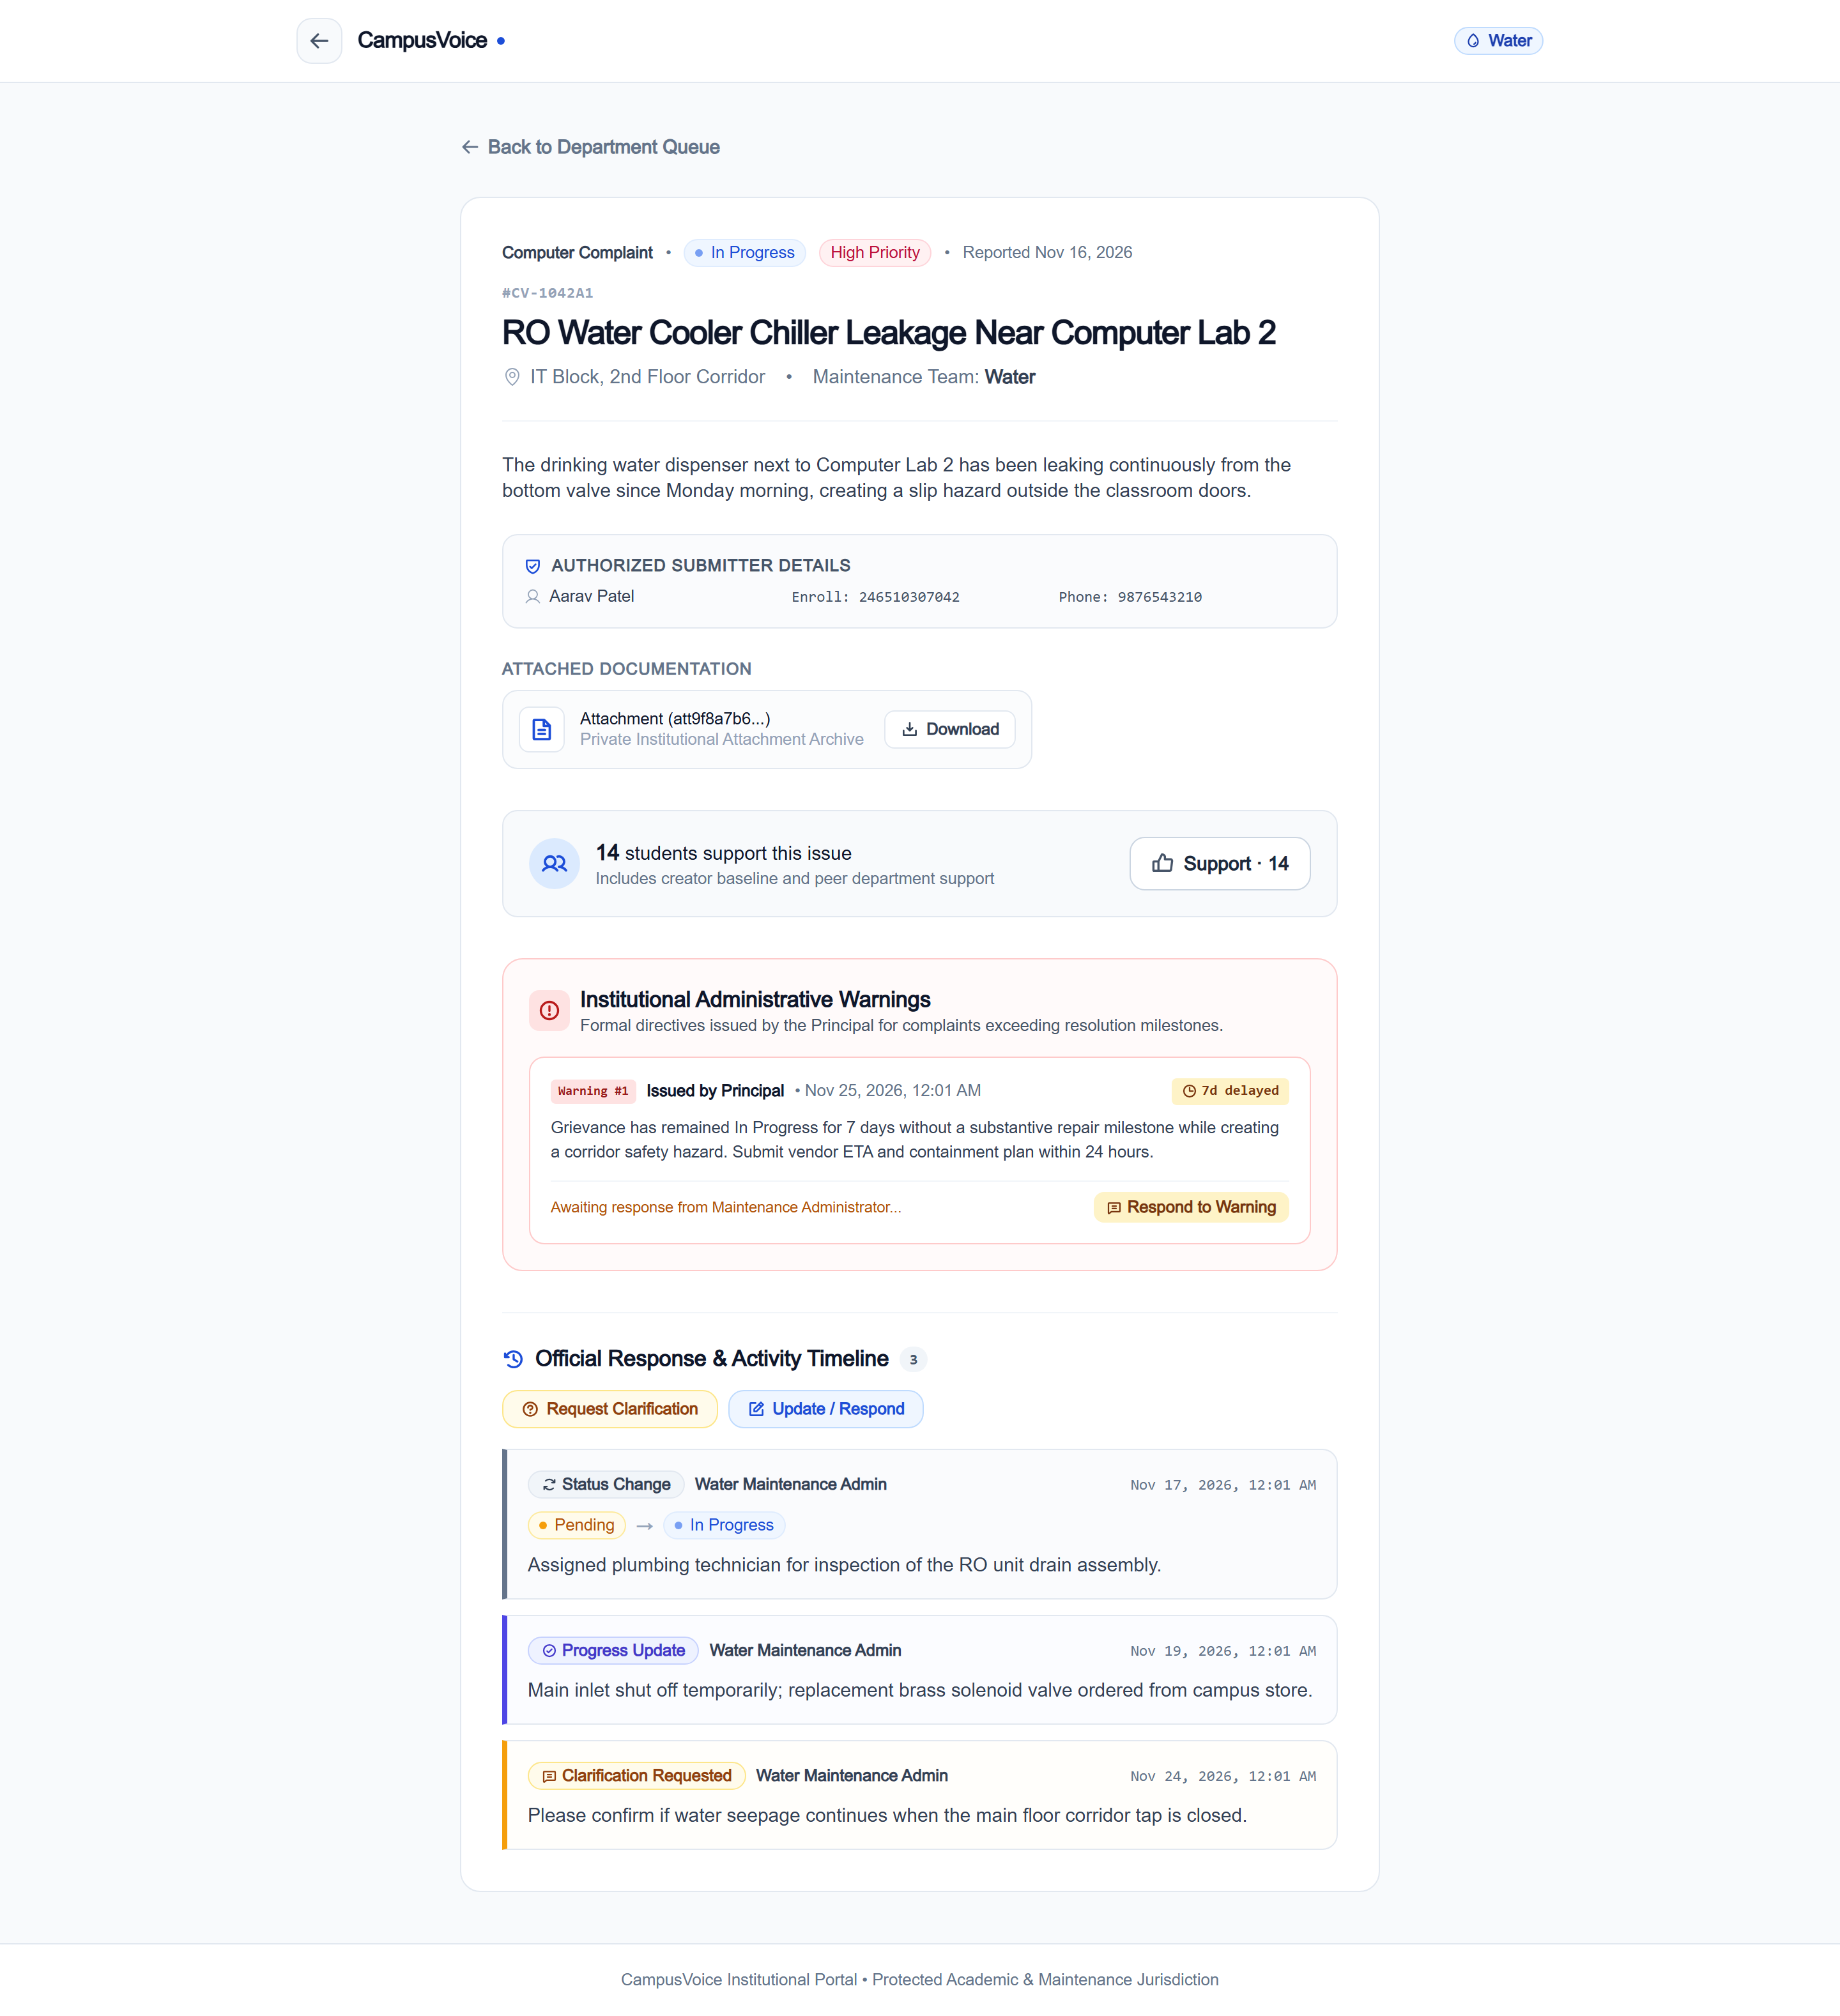 CampusVoice
Water
Back to Department Queue
Computer Complaint • In Progress High Priority • Reported Nov 16, 2026
#CV-1042A1
RO Water Cooler Chiller Leakage Near Computer Lab 2
IT Block, 2nd Floor Corridor • Maintenance Team: Water
The drinking water dispenser next to Computer Lab 2 has been leaking continuously from the
bottom valve since Monday morning, creating a slip hazard outside the classroom doors.
AUTHORIZED SUBMITTER DETAILS
Aarav Patel Enroll: 246510307042 Phone: 9876543210
ATTACHED DOCUMENTATION
Attachment (att9f8a7b6...)
Private Institutional Attachment Archive
Download
14 students support this issue
Includes creator baseline and peer department support
Support · 14
Institutional Administrative Warnings
Formal directives issued by the Principal for complaints exceeding resolution milestones.
Warning #1 Issued by Principal • Nov 25, 2026, 12:01 AM 7d delayed
Grievance has remained In Progress for 7 days without a substantive repair milestone while creating
a corridor safety hazard. Submit vendor ETA and containment plan within 24 hours.
Awaiting response from Maintenance Administrator... Respond to Warning
Official Response & Activity Timeline 3
Request Clarification Update / Respond
Status Change Water Maintenance Admin Nov 17, 2026, 12:01 AM
Pending → In Progress
Assigned plumbing technician for inspection of the RO unit drain assembly.
Progress Update Water Maintenance Admin Nov 19, 2026, 12:01 AM
Main inlet shut off temporarily; replacement brass solenoid valve ordered from campus store.
Clarification Requested Water Maintenance Admin Nov 24, 2026, 12:01 AM
Please confirm if water seepage continues when the main floor corridor tap is closed.
CampusVoice Institutional Portal • Protected Academic & Maintenance Jurisdiction